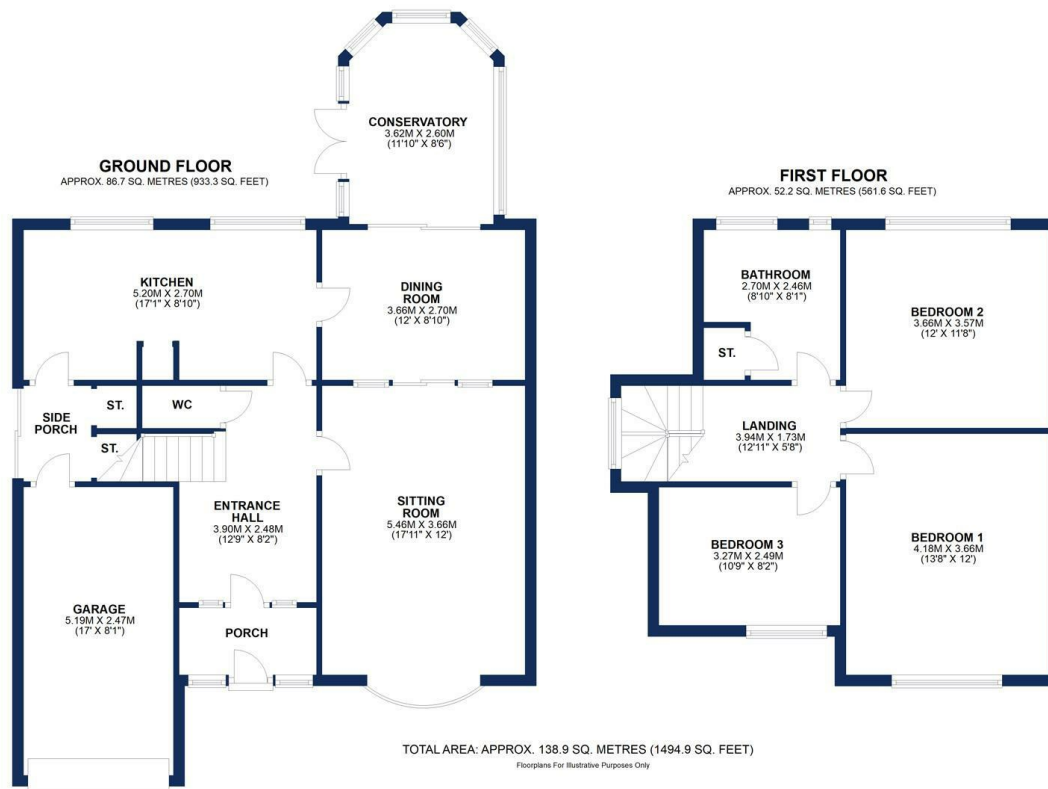 GROUND FLOOR
APPROX. 86.7 SQ. METRES (933.3 SQ. FEET)
CONSERVATORY
3.62M X 2.60M
(11'10" X 8'6")
KITCHEN
5.20M X 2.70M
(17'1" X 8'10")
DINING
ROOM
3.66M X 2.70M
(12' X 8'10")
SIDE
PORCH
ST.
WC
ST.
ENTRANCE
HALL
3.90M X 2.48M
(12'9" X 8'2")
SITTING
ROOM
5.46M X 3.66M
(17'11" X 12')
GARAGE
5.19M X 2.47M
(17' X 8'1")
PORCH
FIRST FLOOR
APPROX. 52.2 SQ. METRES (561.6 SQ. FEET)
BATHROOM
2.70M X 2.46M
(8'10" X 8'1")
BEDROOM 2
3.66M X 3.57M
(12' X 11'8")
ST.
LANDING
3.94M X 1.73M
(12'11" X 5'8")
BEDROOM 3
3.27M X 2.49M
(10'9" X 8'2")
BEDROOM 1
4.18M X 3.66M
(13'8" X 12')
TOTAL AREA: APPROX. 138.9 SQ. METRES (1494.9 SQ. FEET)
Floorplans For Illustrative Purposes Only